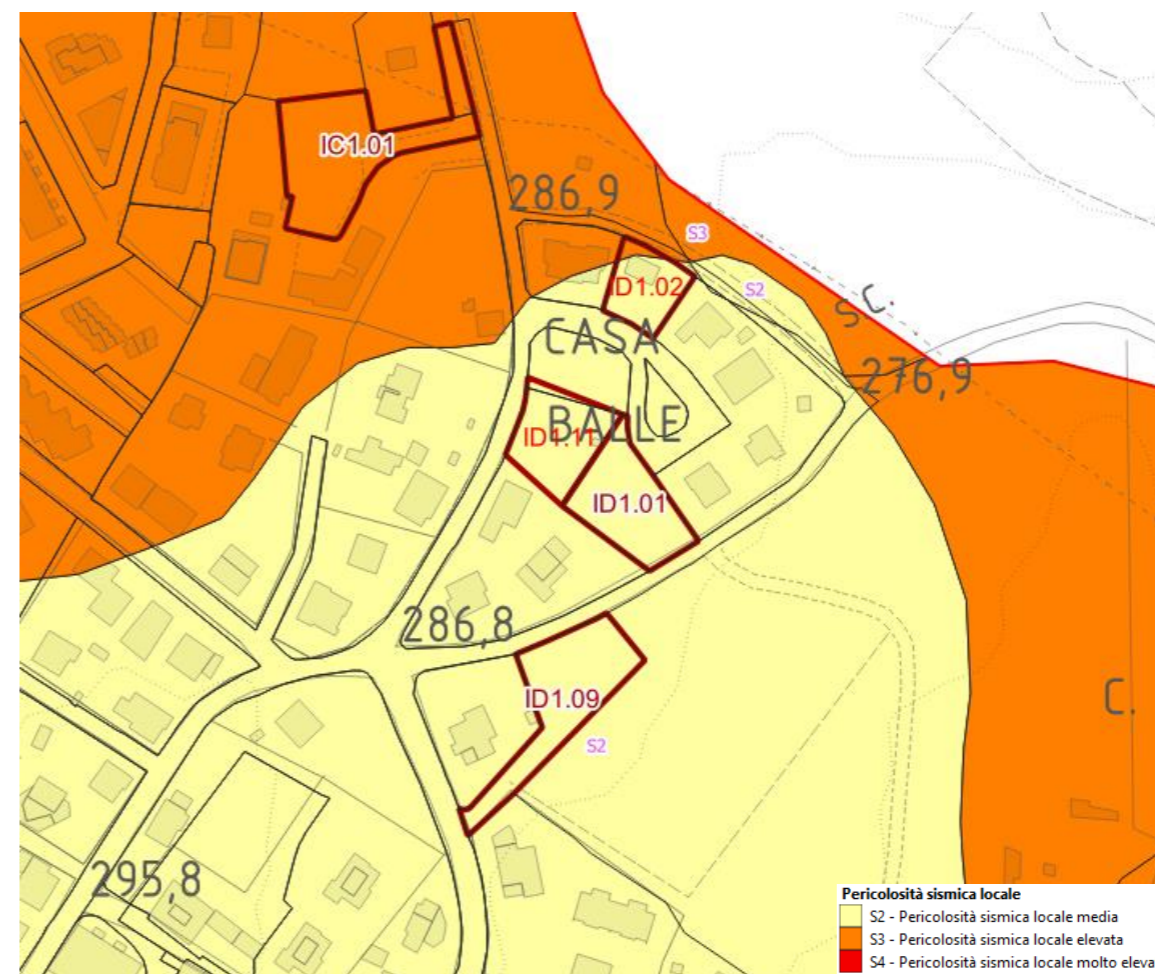 IC1.01
286,9
S3
ID1.02
S2
SC.
CASA
276,9
BALLE
ID1.11
ID1.01
286,8
C.
ID1.09
S2
295,8
Pericolosità sismica locale
S2 - Pericolosità sismica locale media
S3 - Pericolosità sismica locale elevata
S4 - Pericolosità sismica locale molto eleva